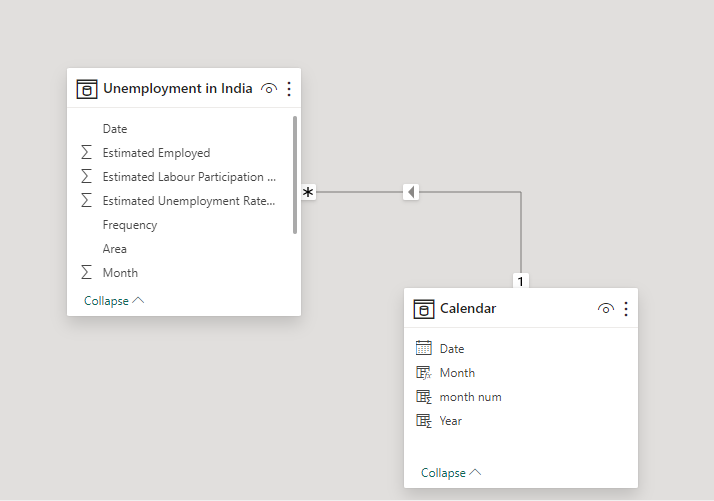 Unemployment in India
Date
Estimated Employed
Estimated Labour Participation ...
Estimated Unemployment Rate...
Frequency
Area
Month
Collapse
*
1
Calendar
Date
Month
month num
Year
Collapse